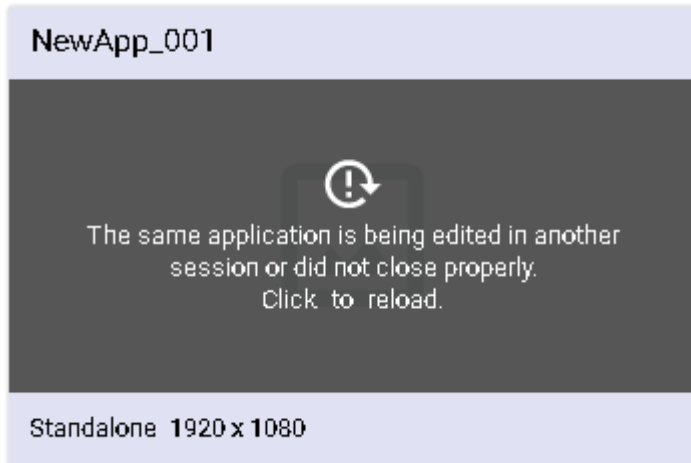 NewApp_001
The same application is being edited in another
session or did not close properly.
Click to reload.
Standalone 1920 x 1080